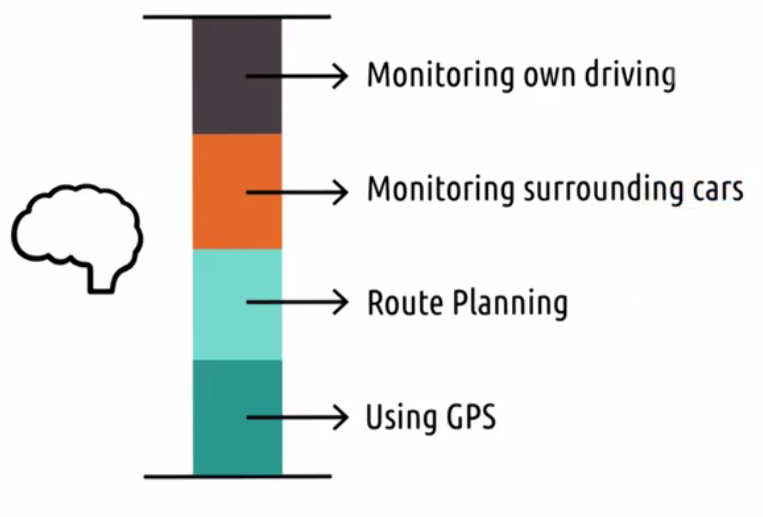 Monitoring own driving
Monitoring surrounding cars
Route Planning
Using GPS